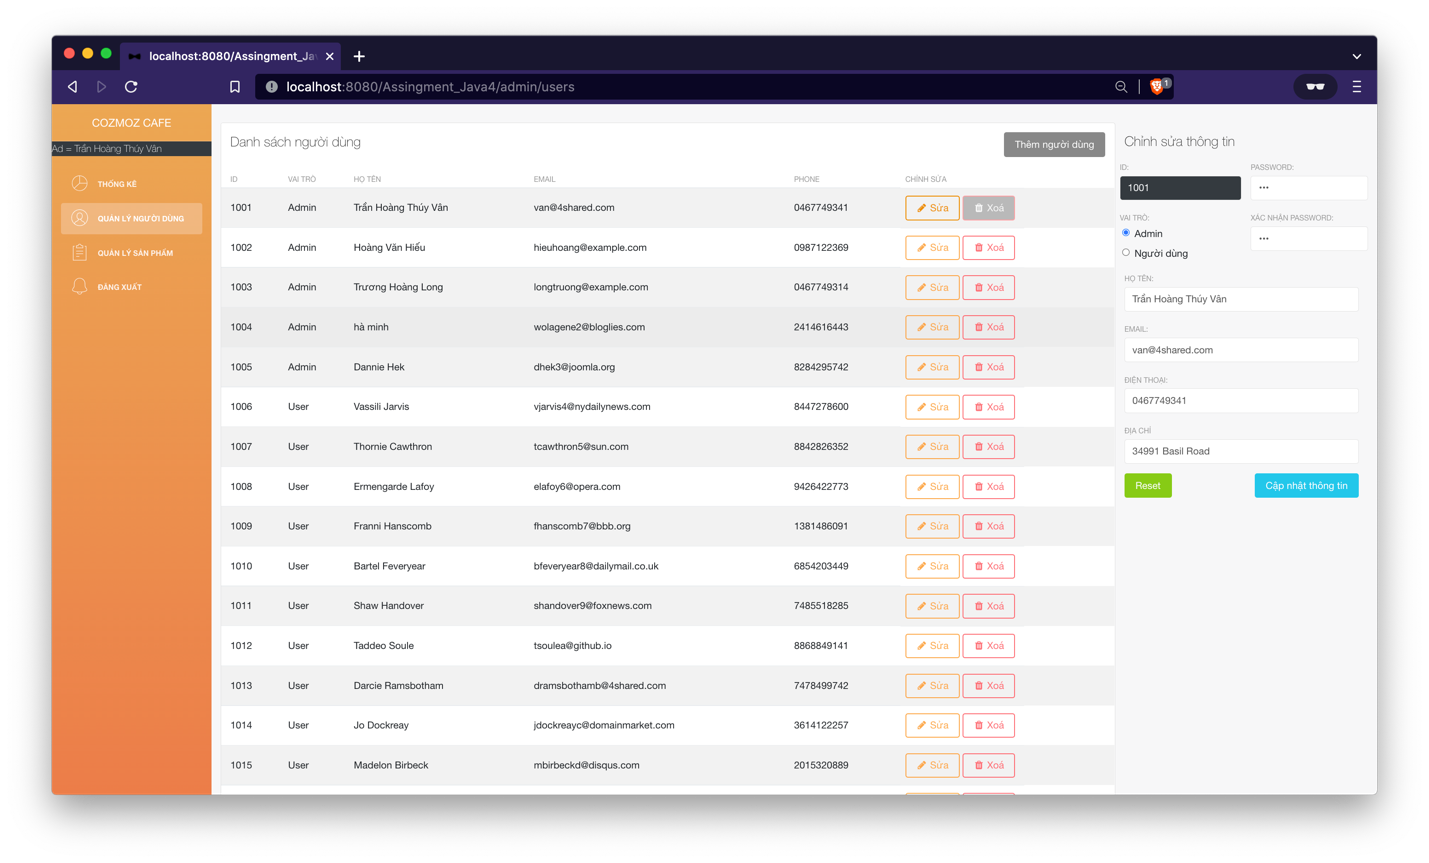 localhost:8080/Assingment_Ja
localhost:8080/Assingment_Java4/admin/users
1
COZMOZ CAFE
Ad = Trần Hoàng Thúy Vân
THỐNG KÊ
QUẢN LÝ NGƯỜI DÙNG
QUẢN LÝ SẢN PHẨM
ĐĂNG XUẤT
Danh sách người dùng
Thêm người dùng
ID VAI TRÒ HỌ TÊN EMAIL PHONE CHỈNH SỬA
1001 Admin Trần Hoàng Thúy Vân van@4shared.com 0467749341 Sửa Xoá
1002 Admin Hoàng Văn Hiếu hieuhoang@example.com 0987122369 Sửa Xoá
1003 Admin Trương Hoàng Long longtruong@example.com 0467749314 Sửa Xoá
1004 Admin hà minh wolagene2@bloglies.com 2414616443 Sửa Xoá
1005 Admin Dannie Hek dhek3@joomla.org 8284295742 Sửa Xoá
1006 User Vassili Jarvis vjarvis4@nydailynews.com 8447278600 Sửa Xoá
1007 User Thornie Cawthron tcawthron5@sun.com 8842826352 Sửa Xoá
1008 User Ermengarde Lafoy elafoy6@opera.com 9426422773 Sửa Xoá
1009 User Franni Hanscomb fhanscomb7@bbb.org 1381486091 Sửa Xoá
1010 User Bartel Feveryear bfeveryear8@dailymail.co.uk 6854203449 Sửa Xoá
1011 User Shaw Handover shandover9@foxnews.com 7485518285 Sửa Xoá
1012 User Taddeo Soule tsoulea@github.io 8868849141 Sửa Xoá
1013 User Darcie Ramsbotham dramsbothamb@4shared.com 7478499742 Sửa Xoá
1014 User Jo Dockreay jdockreayc@domainmarket.com 3614122257 Sửa Xoá
1015 User Madelon Birbeck mbirbeckd@disqus.com 2015320889 Sửa Xoá
Chỉnh sửa thông tin
ID: PASSWORD:
1001 •••
VAI TRÒ: XÁC NHẬN PASSWORD:
Admin •••
Người dùng
HỌ TÊN:
Trần Hoàng Thúy Vân
EMAIL:
van@4shared.com
ĐIỆN THOẠI:
0467749341
ĐỊA CHỈ
34991 Basil Road
Reset Cập nhật thông tin